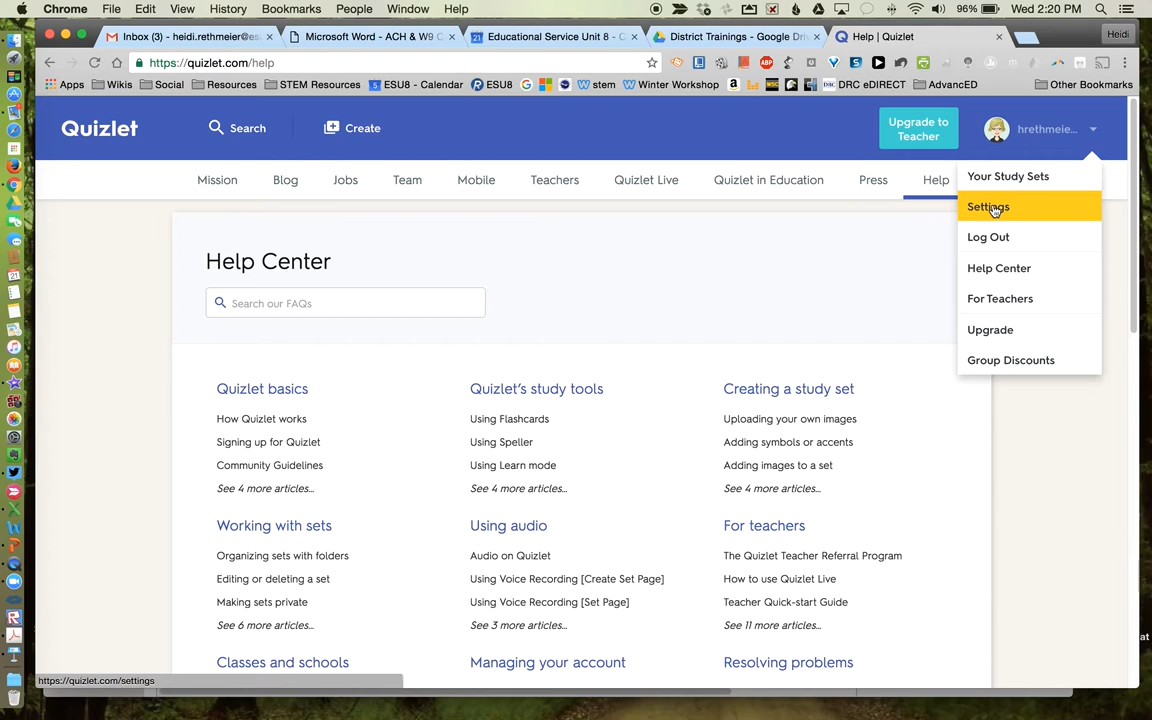 Chrome File Edit View History Bookmarks People Window Help 96% Wed 2:20 PM
Inbox (3) - heidi.rethmeier@es
Microsoft Word - ACH & W9 C
Educational Service Unit 8 - C
District Trainings - Google Dri
Help | Quizlet
Heidi
https://quizlet.com/help
Apps Wikis Social Resources STEM Resources ESU8 - Calendar ESU8 stem Winter Workshop DRC eDIRECT AdvancED Other Bookmarks
Quizlet Search Create
Upgrade to
Teacher
hrethmeie...
Mission Blog Jobs Team Mobile Teachers Quizlet Live Quizlet in Education Press Help
Your Study Sets
Settings
Log Out
Help Center
For Teachers
Upgrade
Group Discounts
Help Center
Search our FAQs
Quizlet basics
How Quizlet works
Signing up for Quizlet
Community Guidelines
See 4 more articles...
Quizlet's study tools
Using Flashcards
Using Speller
Using Learn mode
See 4 more articles...
Creating a study set
Uploading your own images
Adding symbols or accents
Adding images to a set
See 4 more articles...
Working with sets
Organizing sets with folders
Editing or deleting a set
Making sets private
See 6 more articles...
Using audio
Audio on Quizlet
Using Voice Recording [Create Set Page]
Using Voice Recording [Set Page]
See 3 more articles...
For teachers
The Quizlet Teacher Referral Program
How to use Quizlet Live
Teacher Quick-start Guide
See 11 more articles...
Classes and schools
Managing your account
Resolving problems
https://quizlet.com/settings
at